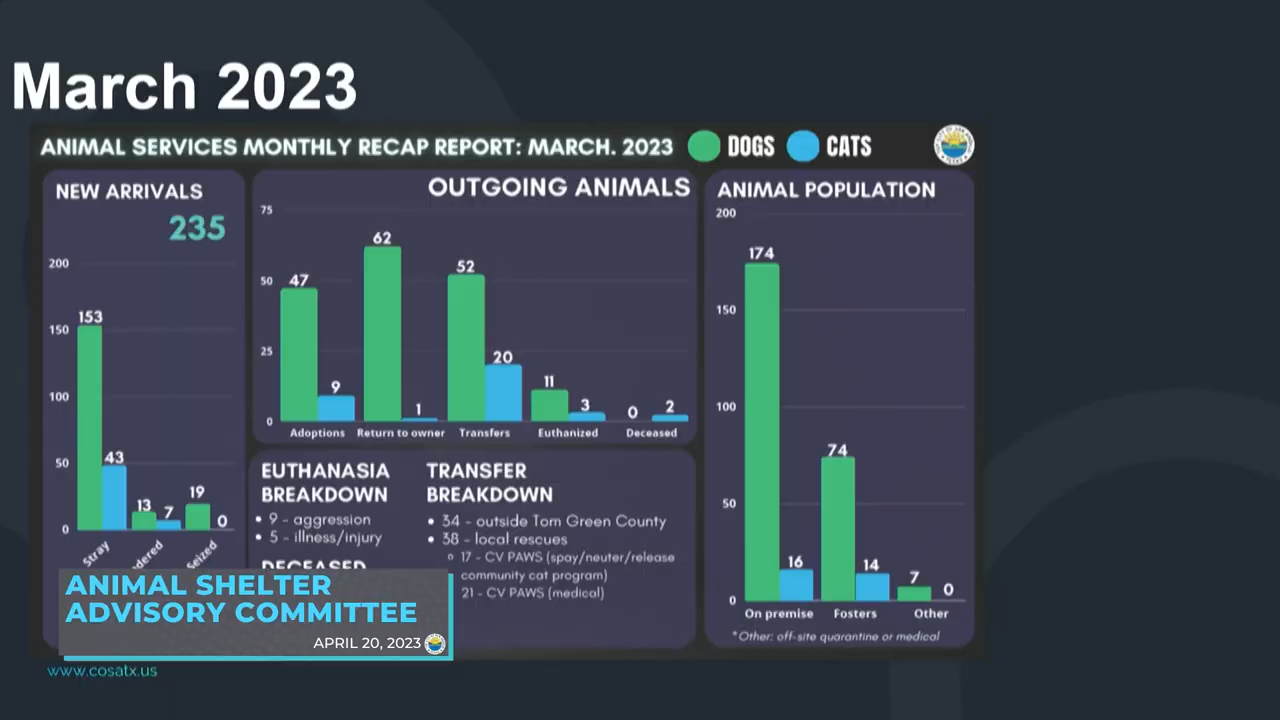 March 2023
ANIMAL SERVICES MONTHLY RECAP REPORT: MARCH. 2023
DOGS
CATS
NEW ARRIVALS
235
200
150
100
50
0
153
43
13
7
19
0
Stray
dered
Seized
OUTGOING ANIMALS
75
50
25
0
47
9
62
1
52
20
11
3
0
2
Adoptions
Return to owner
Transfers
Euthanized
Deceased
EUTHANASIA
BREAKDOWN
• 9 - aggression
• 5 - illness/injury
DECEASED
TRANSFER
BREAKDOWN
• 34 - outside Tom Green County
• 38 - local rescues
17 - CV PAWS (spay/neuter/release
community cat program)
21 - CV PAWS (medical)
ANIMAL POPULATION
200
150
100
50
0
174
16
74
14
7
0
On premise
Fosters
Other
*Other: off-site quarantine or medical
ANIMAL SHELTER
ADVISORY COMMITTEE
APRIL 20, 2023
www.cosatx.us